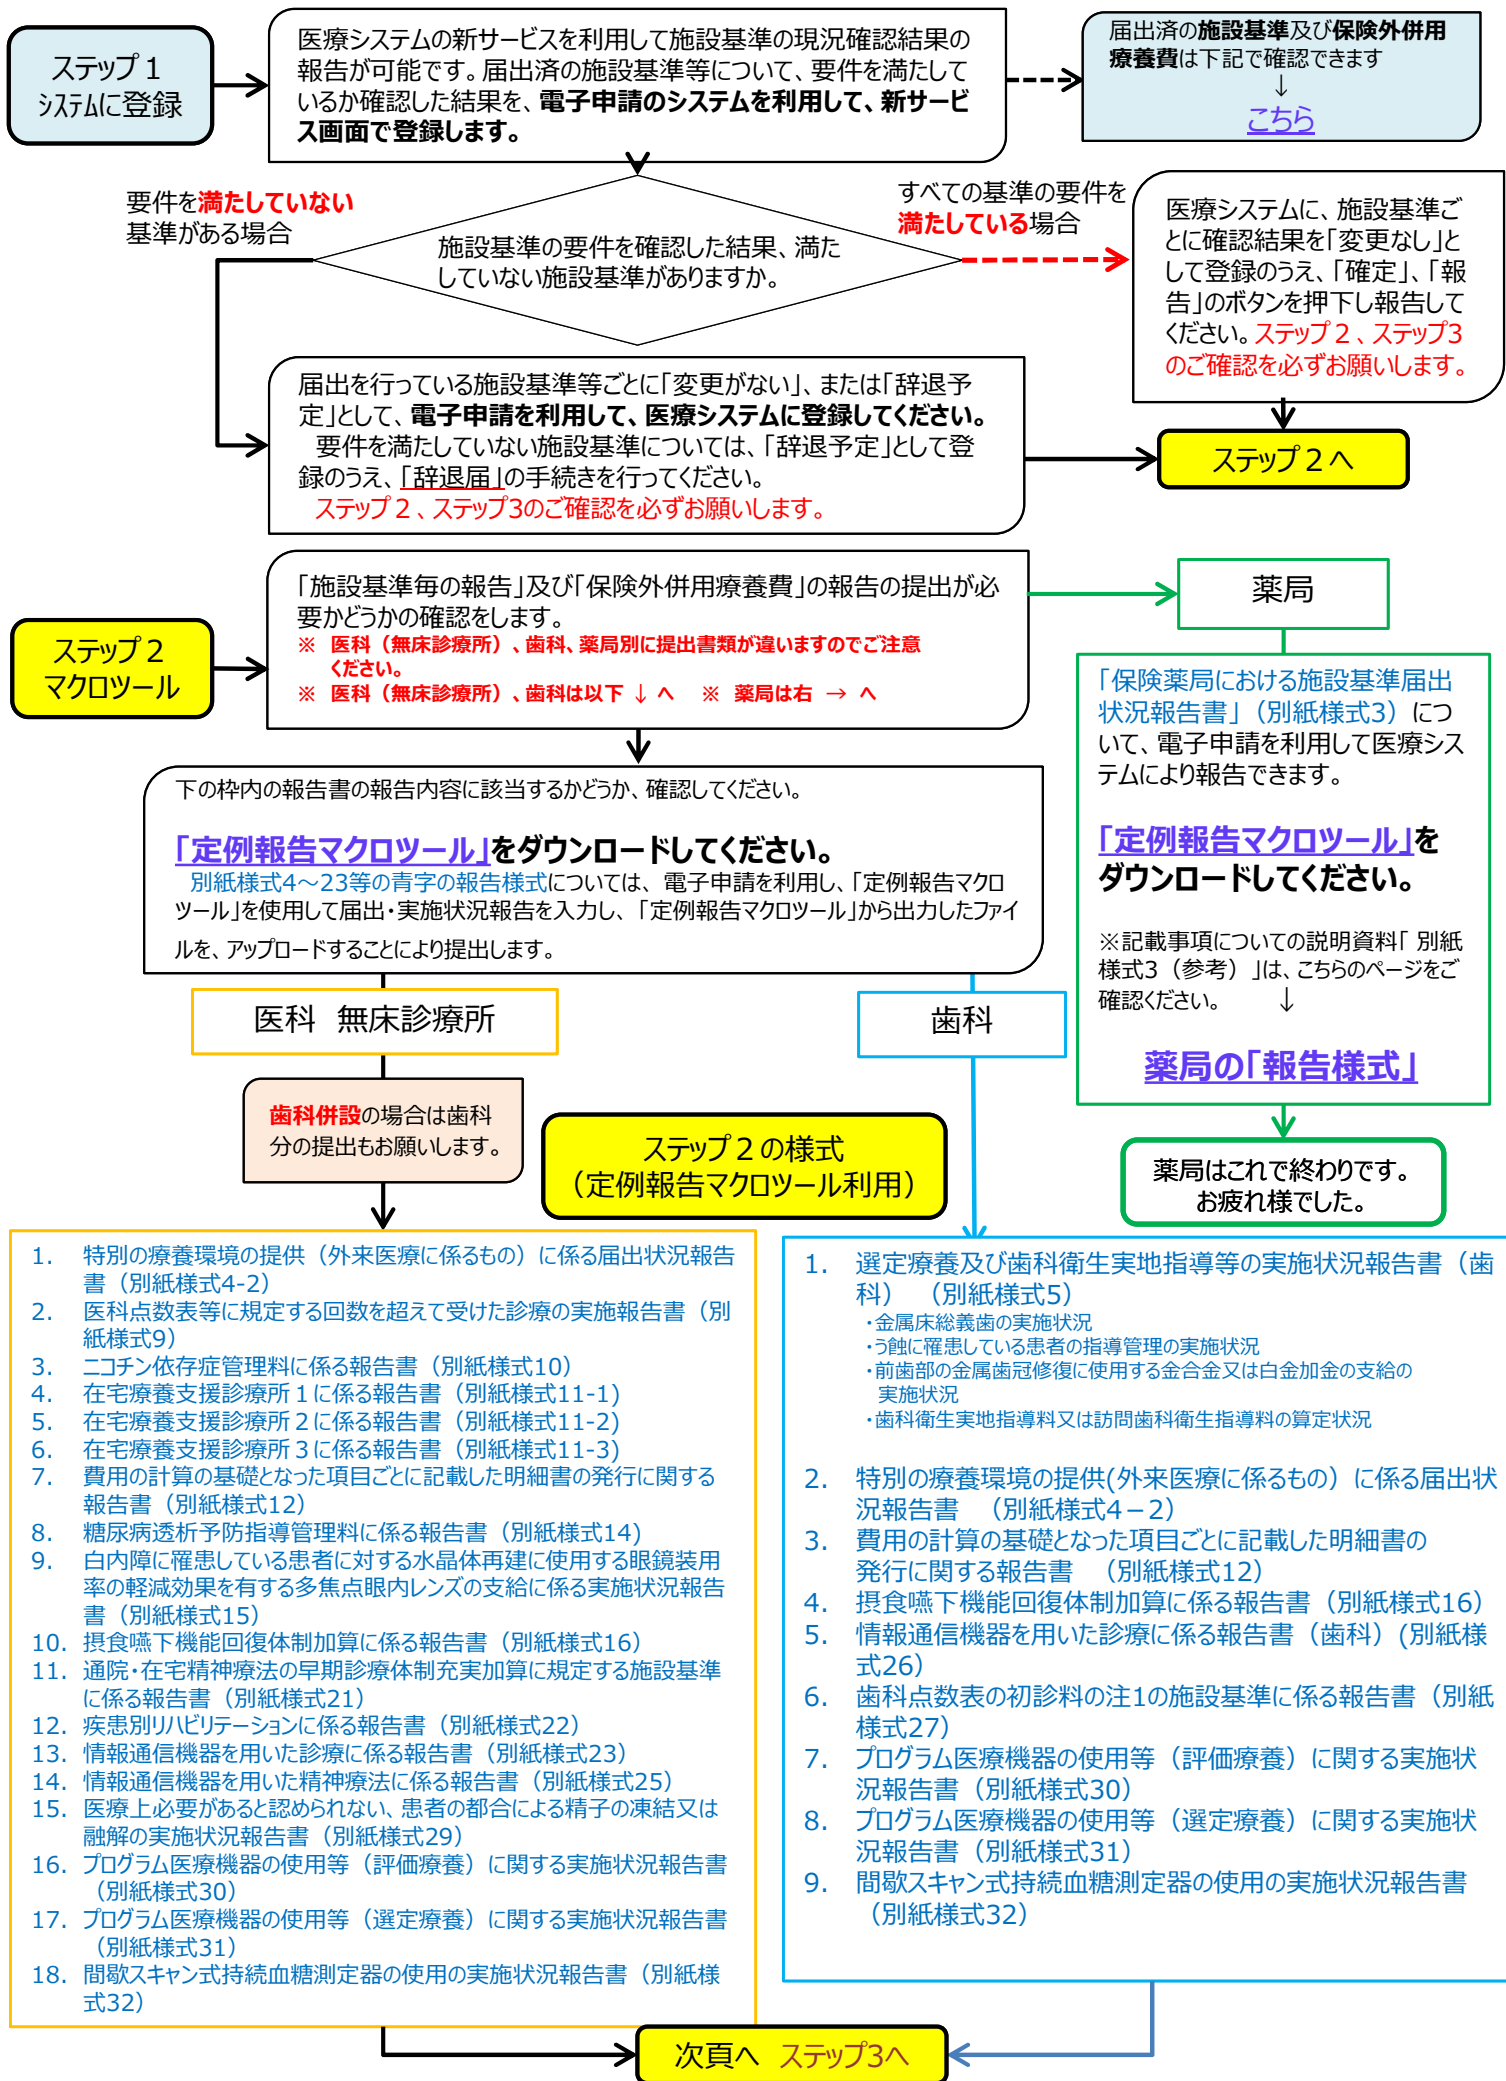 ステップ１
システムに登録
医療システムの新サービスを利用して施設基準の現況確認結果の
報告が可能です。届出済の施設基準等について、要件を満たして
いるか確認した結果を、電子申請のシステムを利用して、新サービ
ス画面で登録します。
届出済の施設基準及び保険外併用
療養費は下記で確認できます
↓
こちら
要件を満たしていない
基準がある場合
施設基準の要件を確認した結果、満た
していない施設基準がありますか。
すべての基準の要件を
満たしている場合
医療システムに、施設基準ご
とに確認結果を「変更なし」と
して登録のうえ、「確定」、「報
告」のボタンを押下し報告して
ください。ステップ２、ステップ3
のご確認を必ずお願いします。
届出を行っている施設基準等ごとに「変更がない」、または「辞退予
定」として、電子申請を利用して、医療システムに登録してください。
要件を満たしていない施設基準については、「辞退予定」として登
録のうえ、「辞退届」の手続きを行ってください。
ステップ２、ステップ3のご確認を必ずお願いします。
ステップ２へ
ステップ２
マクロツール
「施設基準毎の報告」及び「保険外併用療養費」の報告の提出が必
要かどうかの確認をします。
※　医科（無床診療所）、歯科、薬局別に提出書類が違いますのでご注意
ください。
※　医科（無床診療所）、歯科は以下 ↓ へ　※　薬局は右 → へ
薬局
「保険薬局における施設基準届出
状況報告書」（別紙様式3）につ
いて、電子申請を利用して医療シス
テムにより報告できます。
「定例報告マクロツール」を
ダウンロードしてください。
※記載事項についての説明資料「 別紙
様式3（参考）」は、こちらのページをご
確認ください。　↓
薬局の「報告様式」
薬局はこれで終わりです。
お疲れ様でした。
下の枠内の報告書の報告内容に該当するかどうか、確認してください。
「定例報告マクロツール」をダウンロードしてください。
別紙様式4～23等の青字の報告様式については、電子申請を利用し、「定例報告マクロ
ツール」を使用して届出・実施状況報告を入力し、「定例報告マクロツール」から出力したファイ
ルを、アップロードすることにより提出します。
医科　無床診療所
歯科
歯科併設の場合は歯科
分の提出もお願いします。
ステップ２の様式
（定例報告マクロツール利用）
1. 特別の療養環境の提供（外来医療に係るもの）に係る届出状況報告
書（別紙様式4-2）
2. 医科点数表等に規定する回数を超えて受けた診療の実施報告書（別
紙様式9）
3. ニコチン依存症管理料に係る報告書（別紙様式10）
4. 在宅療養支援診療所１に係る報告書（別紙様式11-1)
5. 在宅療養支援診療所２に係る報告書（別紙様式11-2)
6. 在宅療養支援診療所３に係る報告書（別紙様式11-3)
7. 費用の計算の基礎となった項目ごとに記載した明細書の発行に関する
報告書（別紙様式12）
8. 糖尿病透析予防指導管理料に係る報告書（別紙様式14)
9. 白内障に罹患している患者に対する水晶体再建に使用する眼鏡装用
率の軽減効果を有する多焦点眼内レンズの支給に係る実施状況報告
書（別紙様式15）
10. 摂食嚥下機能回復体制加算に係る報告書（別紙様式16）
11. 通院・在宅精神療法の早期診療体制充実加算に規定する施設基準
に係る報告書（別紙様式21）
12. 疾患別リハビリテーションに係る報告書（別紙様式22）
13. 情報通信機器を用いた診療に係る報告書（別紙様式23）
14. 情報通信機器を用いた精神療法に係る報告書（別紙様式25）
15. 医療上必要があると認められない、患者の都合による精子の凍結又は
融解の実施状況報告書（別紙様式29）
16. プログラム医療機器の使用等（評価療養）に関する実施状況報告書
（別紙様式30）
17. プログラム医療機器の使用等（選定療養）に関する実施状況報告書
（別紙様式31）
18. 間歇スキャン式持続血糖測定器の使用の実施状況報告書（別紙様
式32）
1. 選定療養及び歯科衛生実地指導等の実施状況報告書（歯
科）　（別紙様式5）
・金属床総義歯の実施状況
・う蝕に罹患している患者の指導管理の実施状況
・前歯部の金属歯冠修復に使用する金合金又は白金加金の支給の
実施状況
・歯科衛生実地指導料又は訪問歯科衛生指導料の算定状況
2. 特別の療養環境の提供(外来医療に係るもの）に係る届出状
況報告書　（別紙様式4－2）
3. 費用の計算の基礎となった項目ごとに記載した明細書の
発行に関する報告書　（別紙様式12）
4. 摂食嚥下機能回復体制加算に係る報告書（別紙様式16）
5. 情報通信機器を用いた診療に係る報告書（歯科）(別紙様
式26）
6. 歯科点数表の初診料の注1の施設基準に係る報告書（別紙
様式27）
7. プログラム医療機器の使用等（評価療養）に関する実施状
況報告書（別紙様式30）
8. プログラム医療機器の使用等（選定療養）に関する実施状
況報告書（別紙様式31）
9. 間歇スキャン式持続血糖測定器の使用の実施状況報告書
（別紙様式32）
次頁へ　ステップ3へ